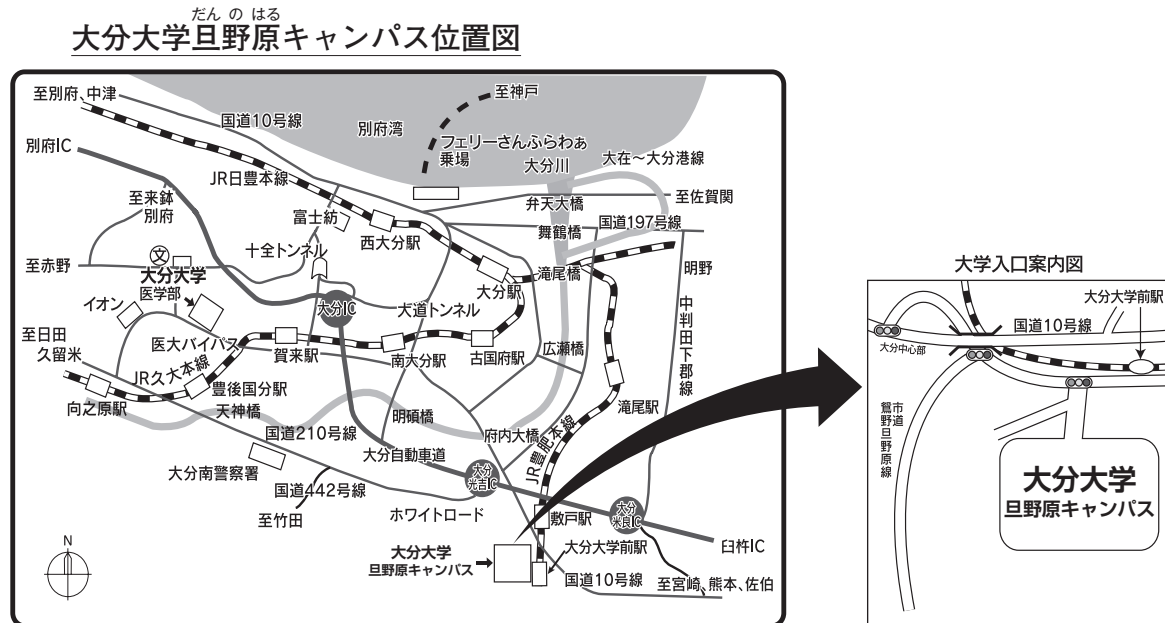 だんのはる
大分大学旦野原キャンパス位置図
至別府、中津
国道10号線
至神戸
別府湾
フェリーさんふらわぁ
乗場
大分川
大在〜大分港線
別府IC
JR日豊本線
至来鉢
別府
富士紡
西大分駅
弁天大橋
至佐賀関
舞鶴橋
国道197号線
十全トンネル
至赤野
文
大分大学
医学部
大分駅
滝尾橋
明野
イオン
大分IC
大道トンネル
至日田
久留米
医大バイパス
賀来駅
南大分駅
古国府駅
広瀬橋
中判田下郡線
JR久大本線
豊後国分駅
向之原駅
天神橋
明磧橋
滝尾駅
国道210号線
府内大橋
JR豊肥本線
大分自動車道
大分南警察署
大分
光吉IC
国道442号線
至竹田
ホワイトロード
敷戸駅
大分
米良IC
臼杵IC
大分大学
旦野原キャンパス
大分大学前駅
国道10号線
至宮崎、熊本、佐伯
N
大学入口案内図
大分大学前駅
国道10号線
大分中心部
市道
鴛野旦野原線
大分大学
旦野原キャンパス